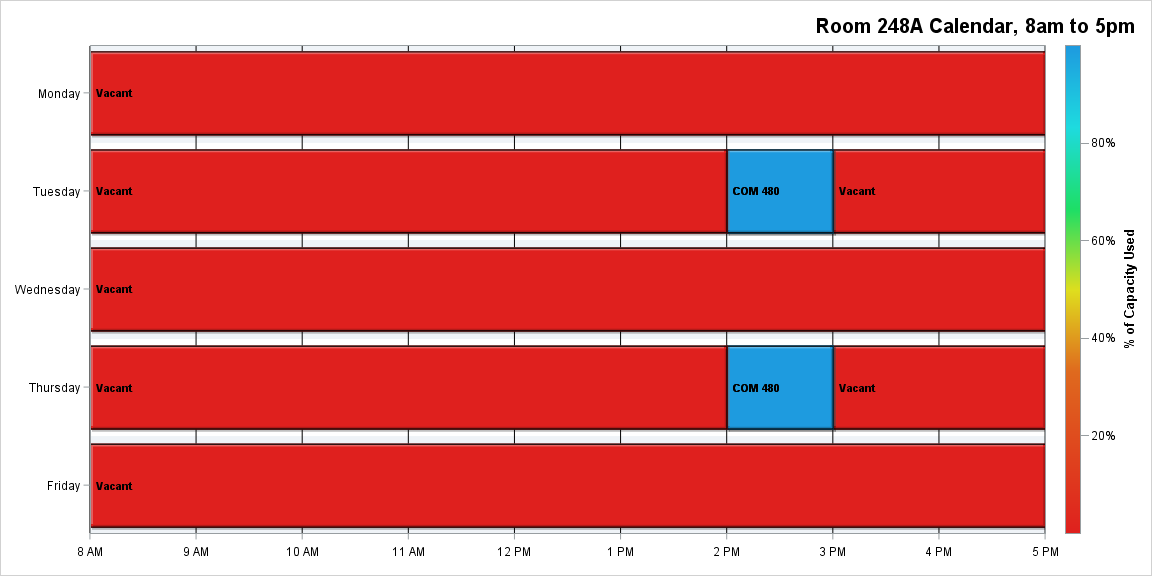 Room 248A Calendar, 8am to 5pm
Monday
Vacant
Tuesday
Vacant
COM 480
Vacant
Wednesday
Vacant
Thursday
Vacant
COM 480
Vacant
Friday
Vacant
8 AM
9 AM
10 AM
11 AM
12 PM
1 PM
2 PM
3 PM
4 PM
5 PM
80%
60%
40%
20%
% of Capacity Used